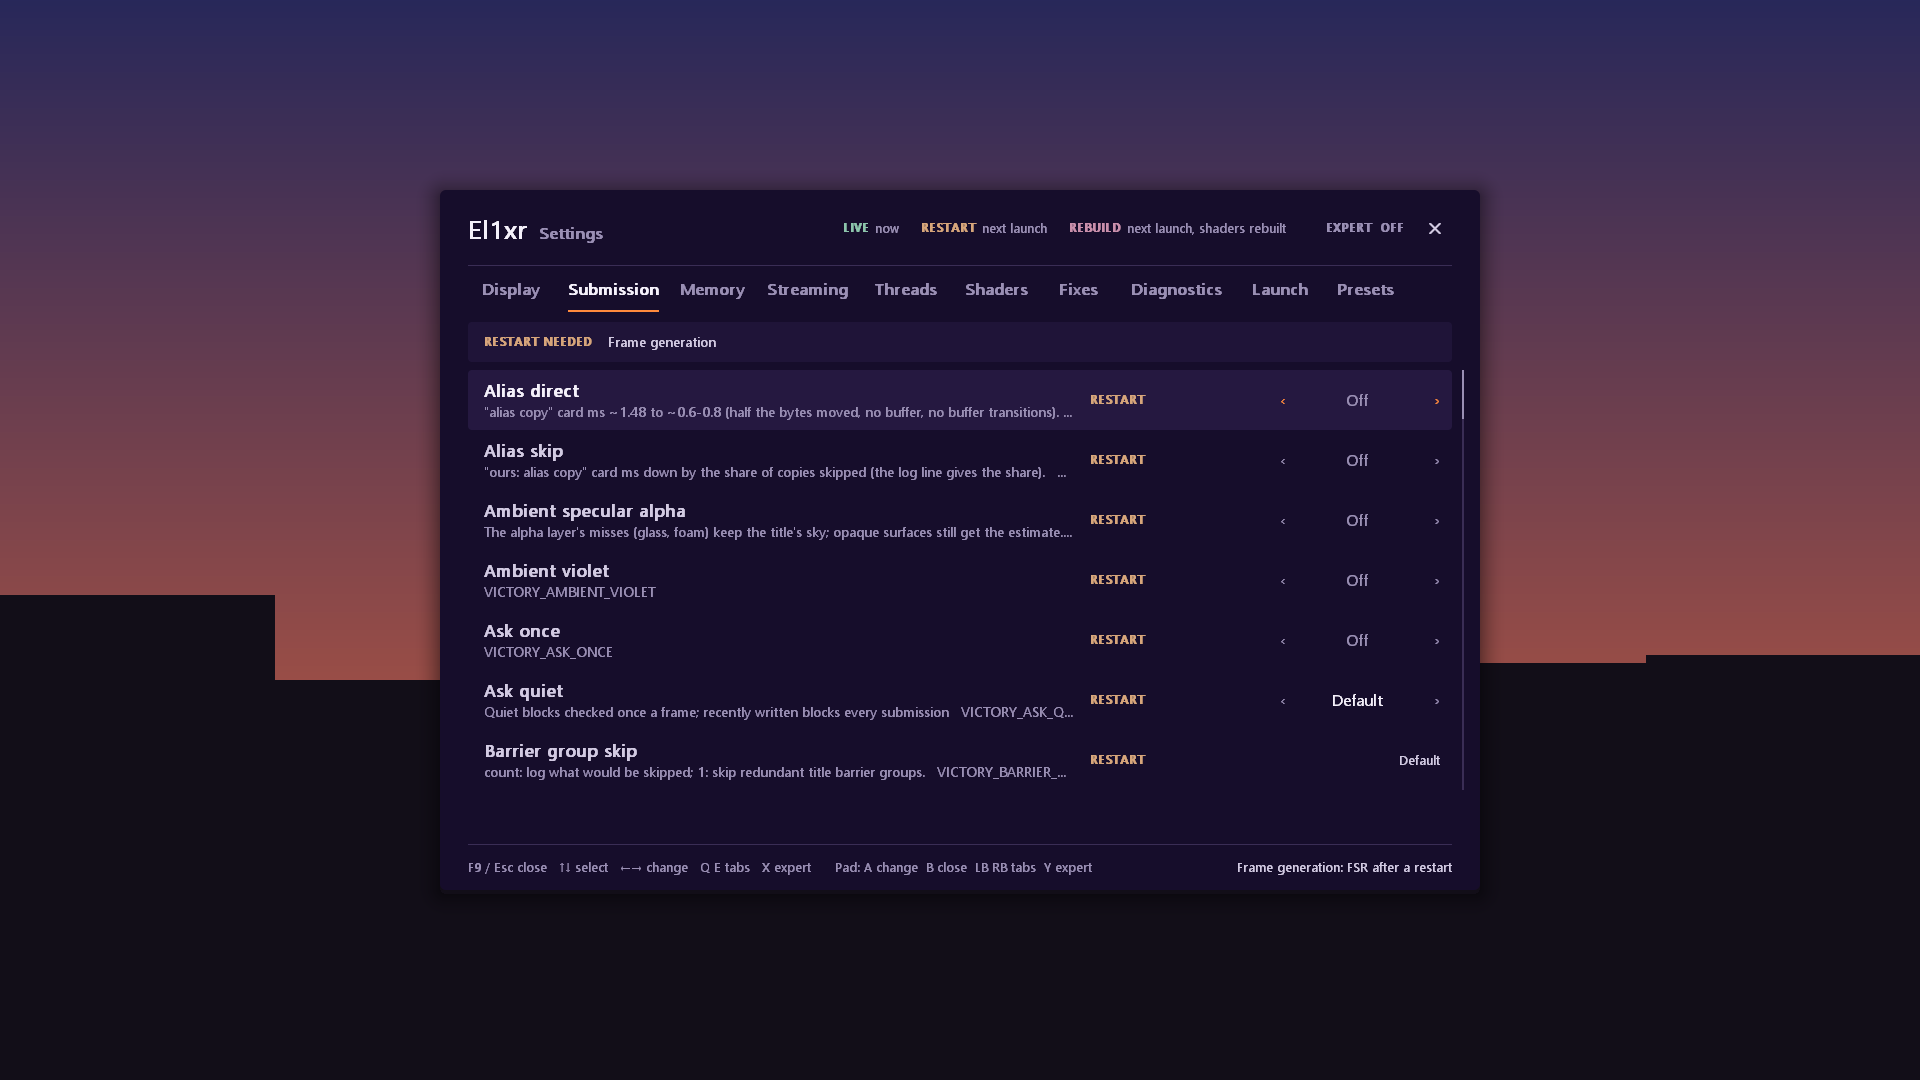 El1xr Settings LIVE now RESTART next launch REBUILD next launch, shaders rebuilt EXPERT OFF ✕
Display Submission Memory Streaming Threads Shaders Fixes Diagnostics Launch Presets
RESTART NEEDED Frame generation
Alias direct
"alias copy" card ms ~1.48 to ~0.6-0.8 (half the bytes moved, no buffer, no buffer transitions). ...
RESTART ‹ Off ›
Alias skip
"ours: alias copy" card ms down by the share of copies skipped (the log line gives the share). ...
RESTART ‹ Off ›
Ambient specular alpha
The alpha layer's misses (glass, foam) keep the title's sky; opaque surfaces still get the estimate....
RESTART ‹ Off ›
Ambient violet
VICTORY_AMBIENT_VIOLET
RESTART ‹ Off ›
Ask once
VICTORY_ASK_ONCE
RESTART ‹ Off ›
Ask quiet
Quiet blocks checked once a frame; recently written blocks every submission VICTORY_ASK_Q...
RESTART ‹ Default ›
Barrier group skip
count: log what would be skipped; 1: skip redundant title barrier groups. VICTORY_BARRIER_...
RESTART Default
F9 / Esc close ↑↓ select ←→ change Q E tabs X expert Pad: A change B close LB RB tabs Y expert Frame generation: FSR after a restart